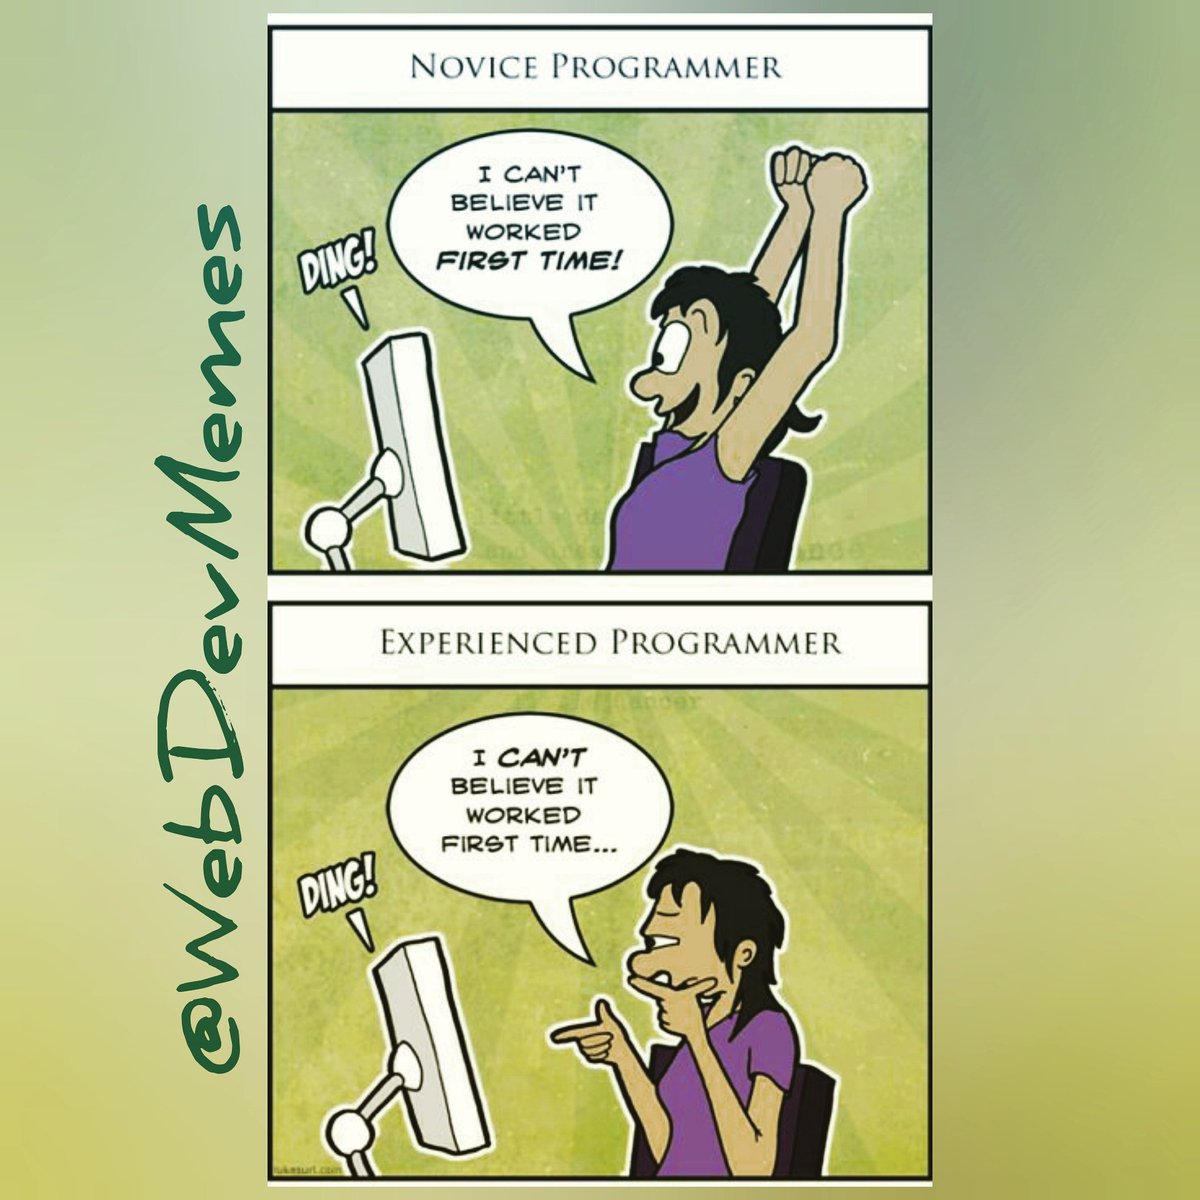 NOVICE PROGRAMMER
I CAN'T
BELIEVE IT
WORKED
FIRST TIME!
DING!
EXPERIENCED PROGRAMMER
I CAN'T
BELIEVE IT
WORKED
FIRST TIME...
DING!
@WebDevMemes